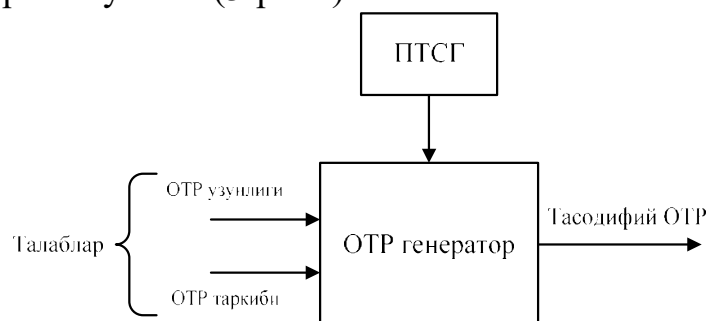 ПТСГ
ОТР узунлиги
Талаблар
ОТР генератор
Тасодифий ОТР
ОТР таркиби